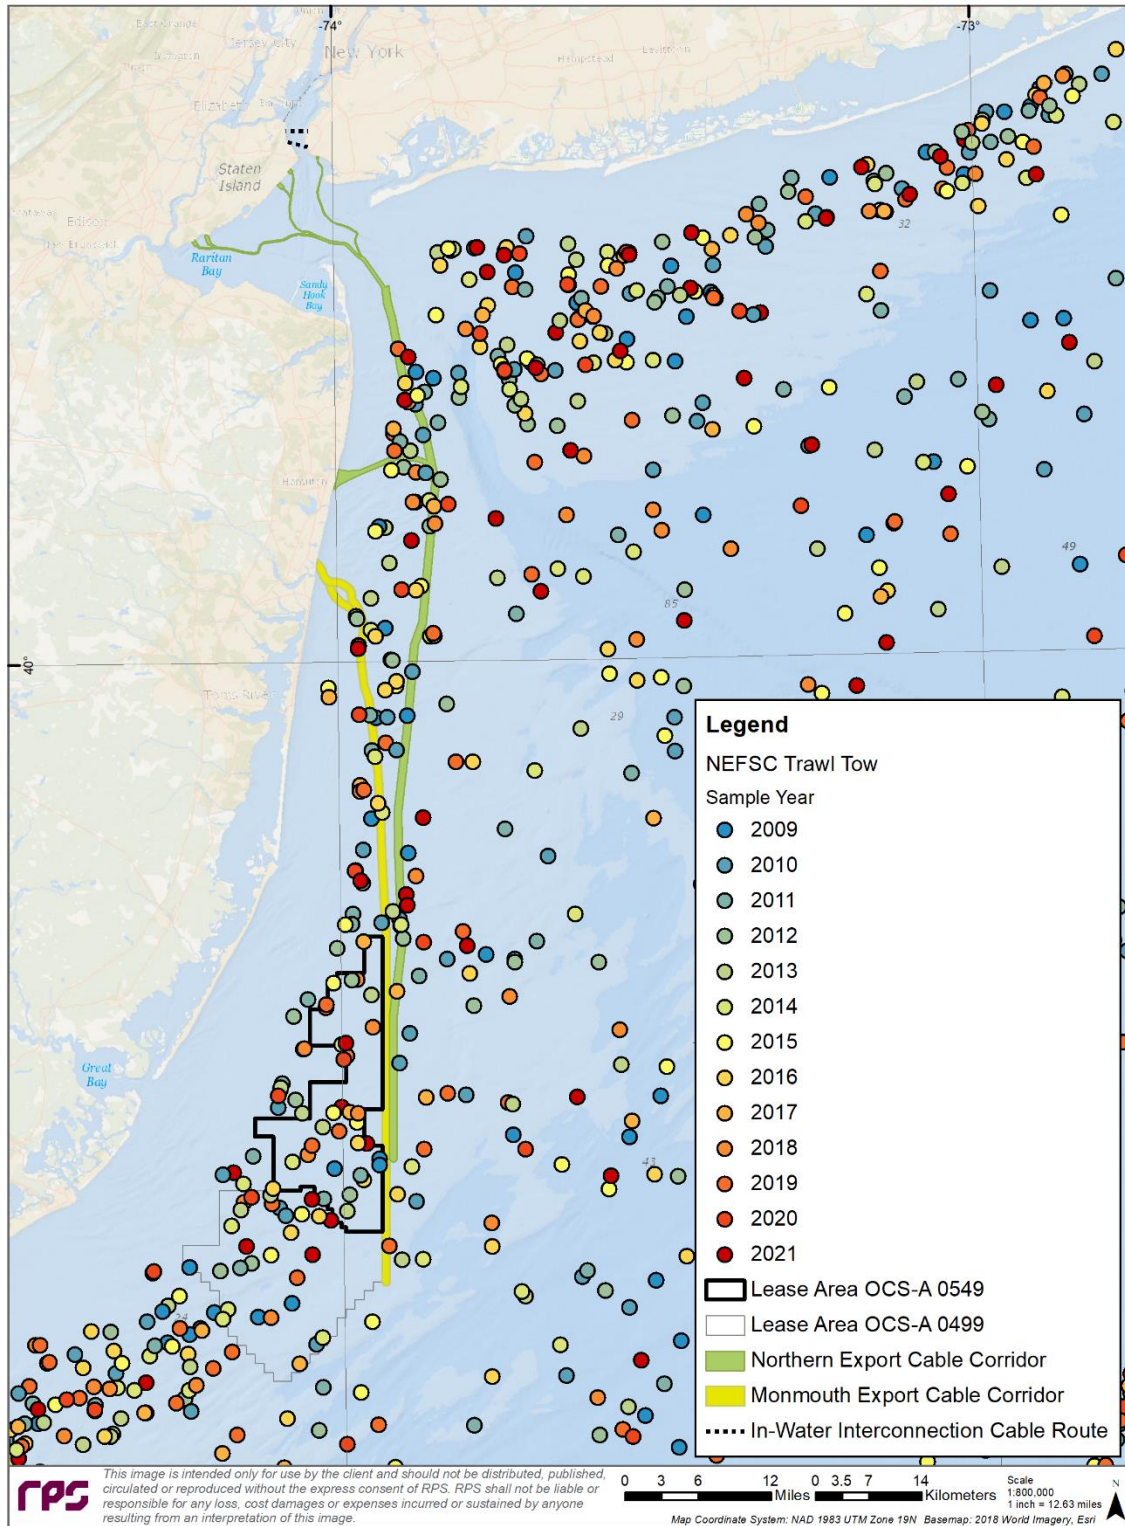 -74°
-73°
East Orange
Jersey City
New York
Levittown
Hempstead
Elizabeth
Staten
Island
Edison
New Brunswick
Raritan
Bay
Sandy
Hook
Bay
32
49
85
40°
Toms River
29
Great
Bay
43
24
Legend
NEFSC Trawl Tow
Sample Year
2009
2010
2011
2012
2013
2014
2015
2016
2017
2018
2019
2020
2021
Lease Area OCS-A 0549
Lease Area OCS-A 0499
Northern Export Cable Corridor
Monmouth Export Cable Corridor
In-Water Interconnection Cable Route
rps
This image is intended only for use by the client and should not be distributed, published,
circulated or reproduced without the express consent of RPS. RPS shall not be liable or
responsible for any loss, cost damages or expenses incurred or sustained by anyone
resulting from an interpretation of this image.
0 3 6 12
Miles
0 3.5 7 14
Kilometers
Scale
1:800,000
1 inch = 12.63 miles
N
Map Coordinate System: NAD 1983 UTM Zone 19N Basemap: 2018 World Imagery, Esri